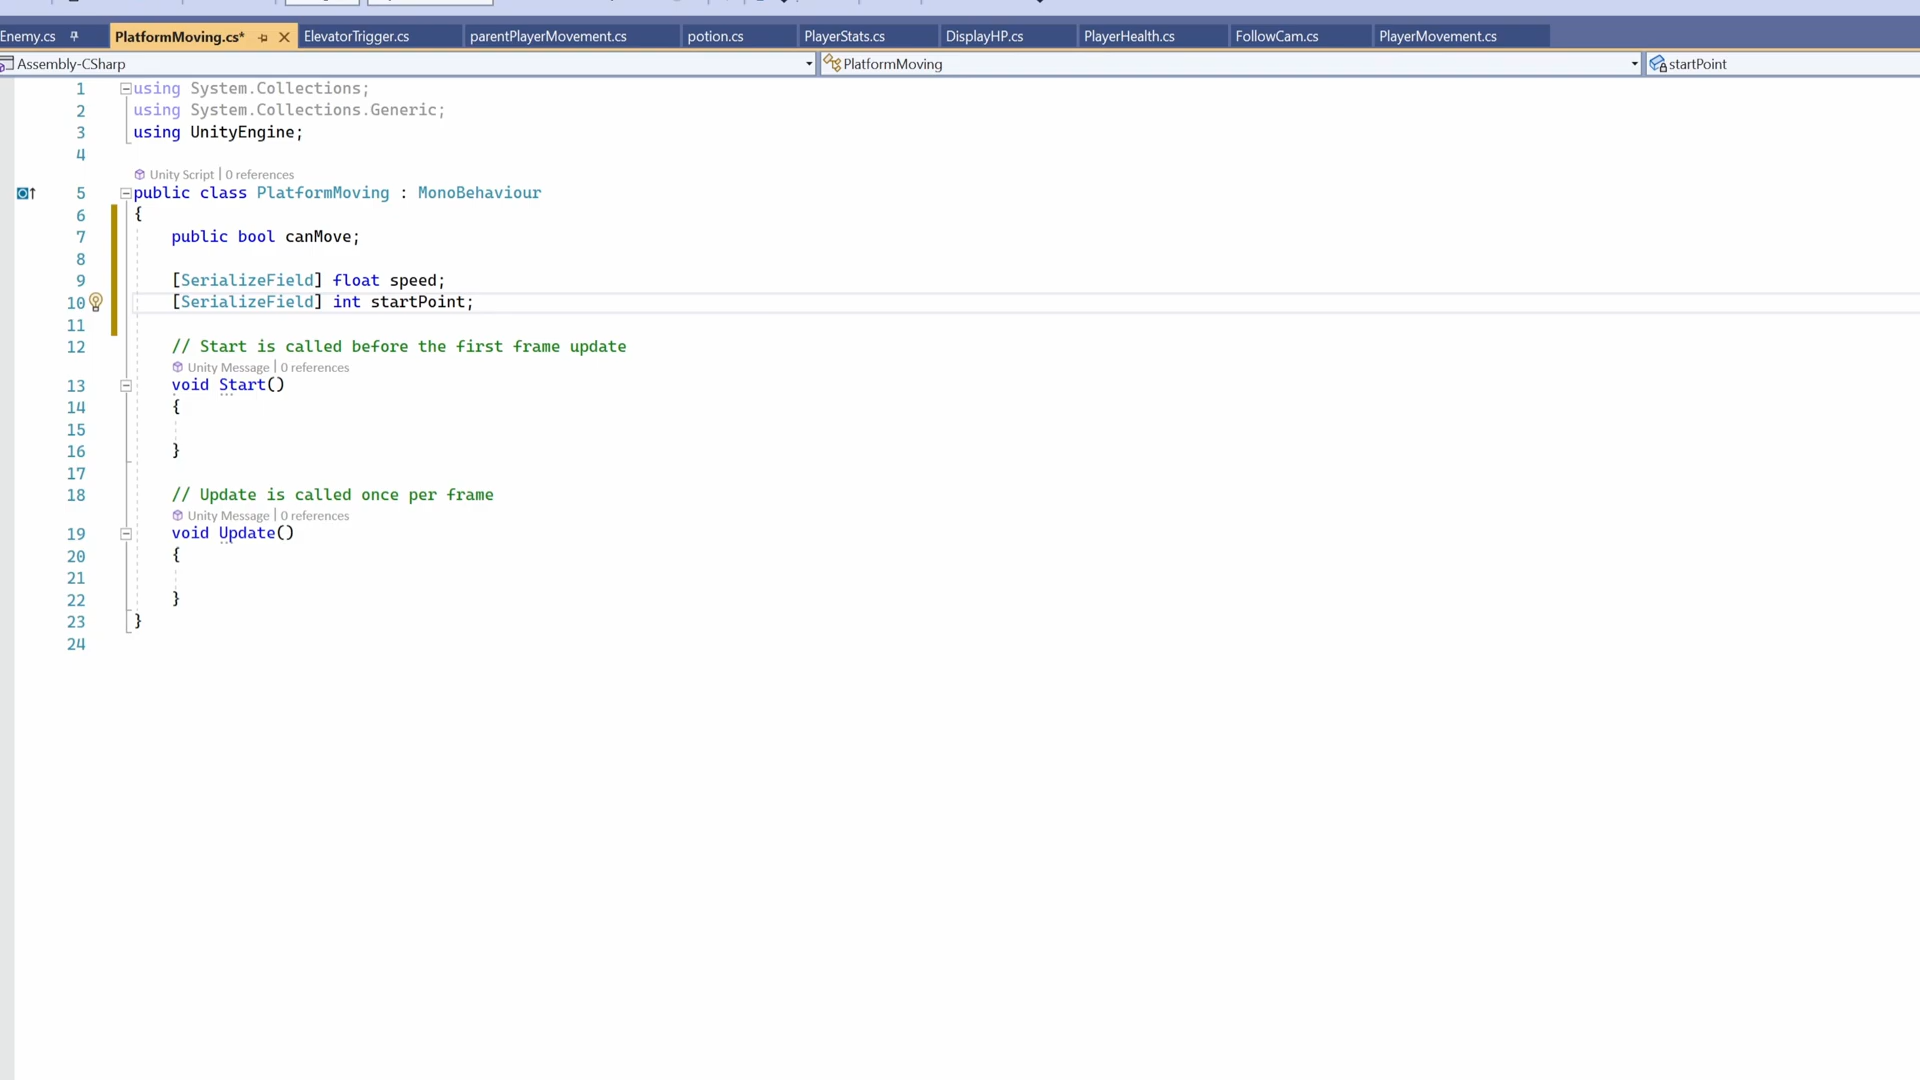 Enemy.cs PlatformMoving.cs* ElevatorTrigger.cs parentPlayerMovement.cs potion.cs PlayerStats.cs DisplayHP.cs PlayerHealth.cs FollowCam.cs PlayerMovement.cs
Assembly-CSharp PlatformMoving startPoint
1 using System.Collections;
2 using System.Collections.Generic;
3 using UnityEngine;
4
Unity Script | 0 references
5 public class PlatformMoving : MonoBehaviour
6 {
7 public bool canMove;
8
9 [SerializeField] float speed;
10 [SerializeField] int startPoint;
11
12 // Start is called before the first frame update
Unity Message | 0 references
13 void Start()
14 {
15
16 }
17
18 // Update is called once per frame
Unity Message | 0 references
19 void Update()
20 {
21
22 }
23 }
24